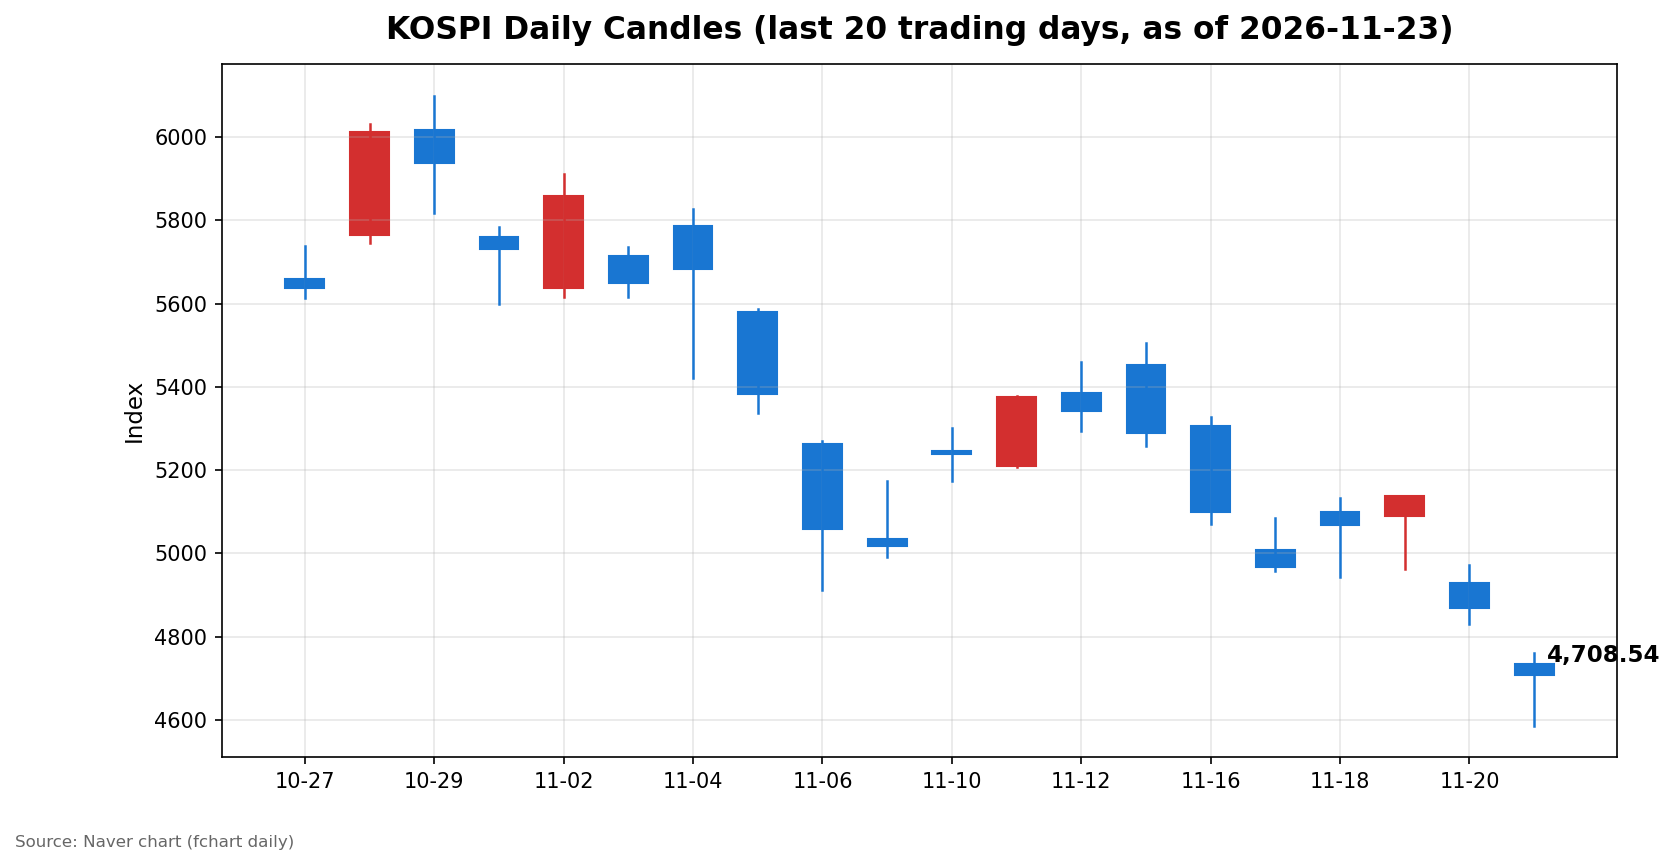 KOSPI Daily Candles (last 20 trading days, as of 2026-11-23)
6000
5800
5600
5400
5200
5000
4800
4600
Index
4,708.54
10-27 10-29 11-02 11-04 11-06 11-10 11-12 11-16 11-18 11-20
Source: Naver chart (fchart daily)